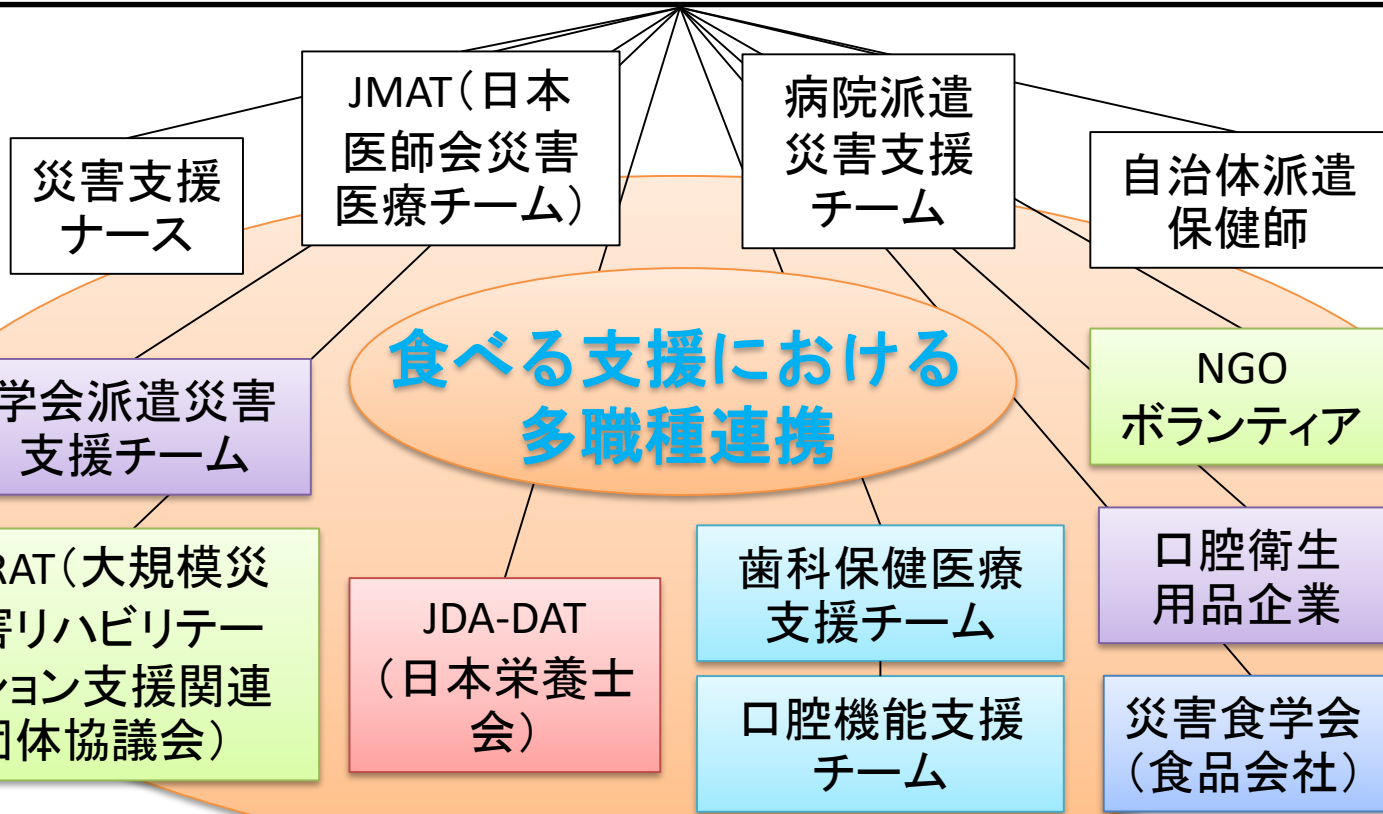 JMAT（日本
医師会災害
医療チーム）
病院派遣
災害支援
チーム
災害支援
ナース
自治体派遣
保健師
食べる支援における
多職種連携
学会派遣災害
支援チーム
NGO
ボランティア
RAT（大規模災
害リハビリテー
ション支援関連
団体協議会）
JDA-DAT
（日本栄養士
会）
歯科保健医療
支援チーム
口腔衛生
用品企業
口腔機能支援
チーム
災害食学会
（食品会社）